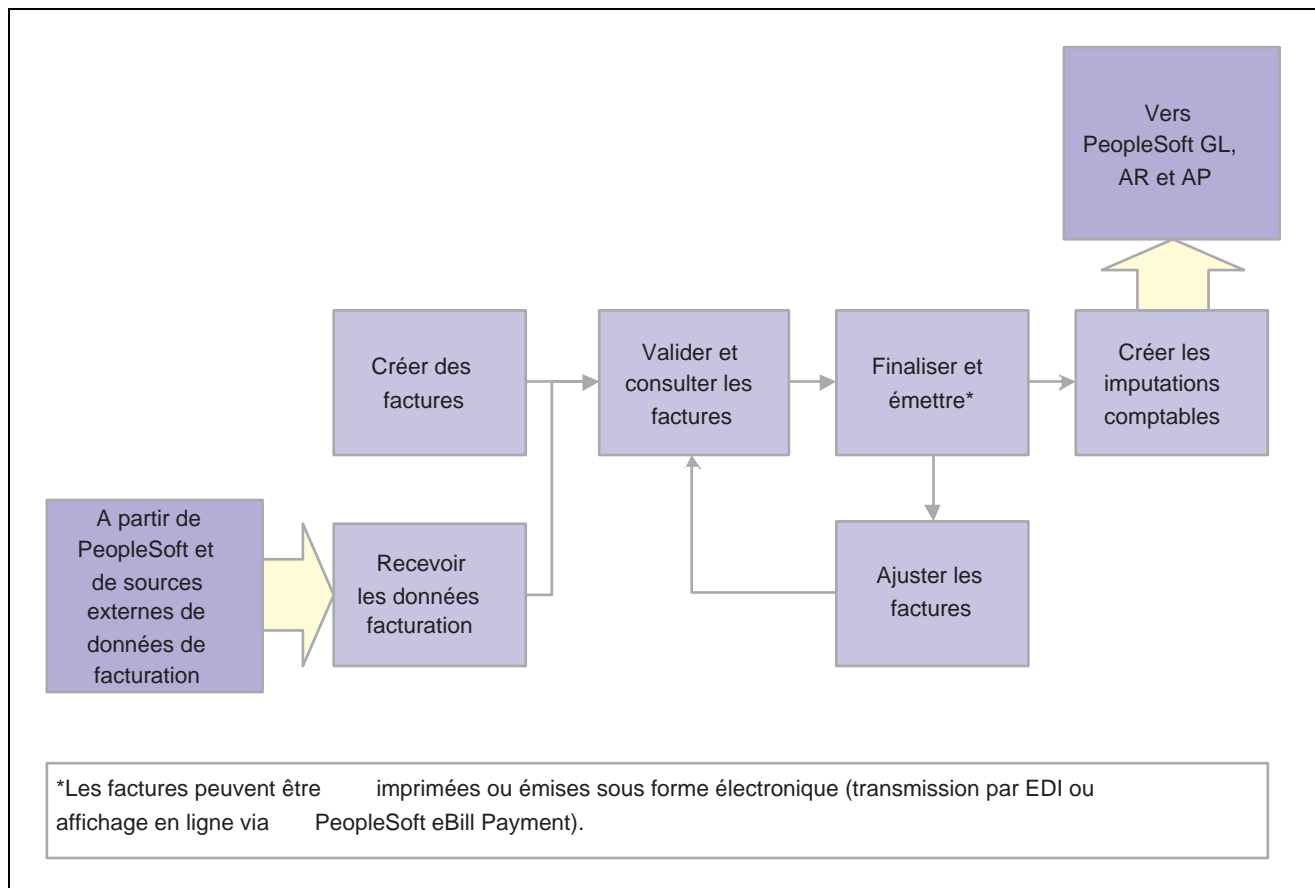 Vers
PeopleSoft GL,
AR et AP
Créer des
factures
Valider et
consulter les
factures
Finaliser et
émettre*
Créer les
imputations
comptables
A partir de
PeopleSoft et
de sources
externes de
données de
facturation
Recevoir
les données
facturation
Ajuster les
factures
*Les factures peuvent être imprimées ou émises sous forme électronique (transmission par EDI ou
affichage en ligne via PeopleSoft eBill Payment).